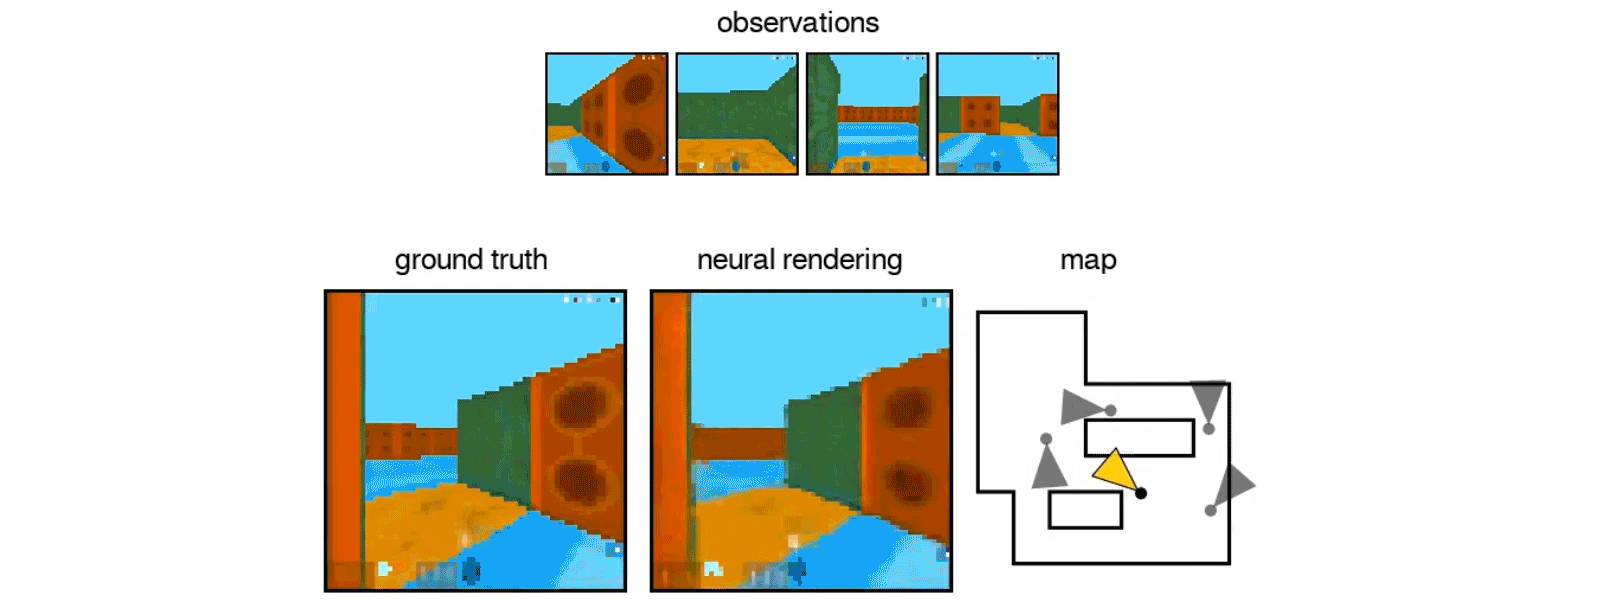 observations
ground truth
neural rendering
map